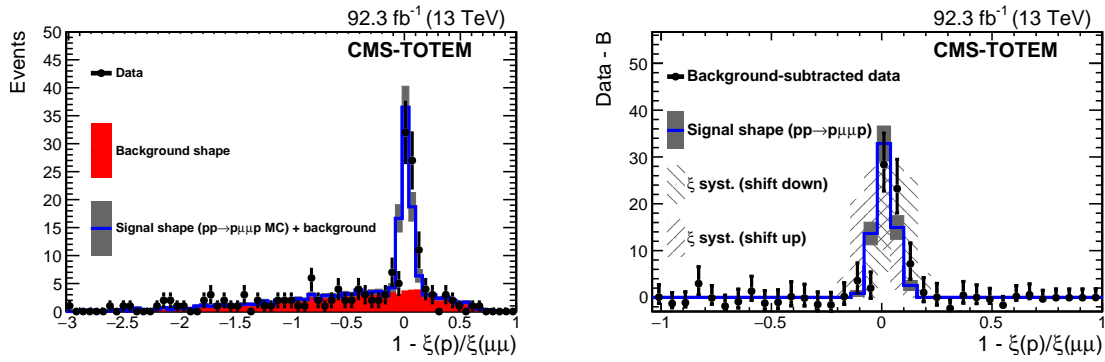 92.3 fb⁻¹ (13 TeV)
CMS-TOTEM
Events
50
45
40
35
30
25
20
15
10
5
0
Data
Background shape
Signal shape (pp→pμμp MC) + background
−3 −2.5 −2 −1.5 −1 −0.5 0 0.5 1
1 - ξ(p)/ξ(μμ)
92.3 fb⁻¹ (13 TeV)
CMS-TOTEM
Data - B
50
40
30
20
10
0
Background-subtracted data
Signal shape (pp→pμμp)
ξ syst. (shift down)
ξ syst. (shift up)
−1 −0.5 0 0.5 1
1 - ξ(p)/ξ(μμ)